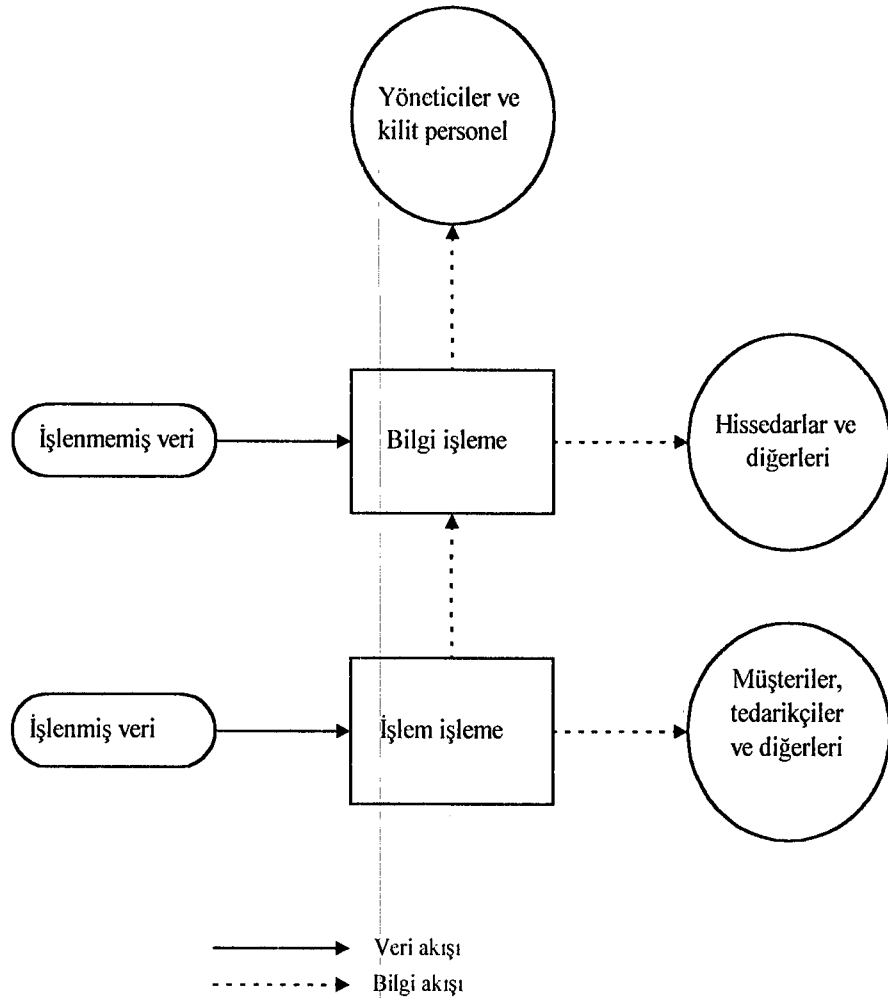 Yöneticiler ve
kilit personel
İşlenmemiş veri
Bilgi işleme
Hissedarlar ve
diğerleri
İşlenmiş veri
İşlem işleme
Müşteriler,
tedarikçiler
ve diğerleri
Veri akışı
Bilgi akışı